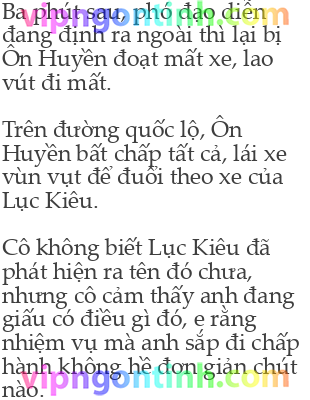 Ba phút sau, phó đạo diễn
đang định ra ngoài thì lại bị
Ôn Huyền đoạt mất xe, lao
vút đi mất.
Trên đường quốc lộ, Ôn
Huyền bất chấp tất cả, lái xe
vùn vụt để đuổi theo xe của
Lục Kiêu.
Cô không biết Lục Kiêu đã
phát hiện ra tên đó chưa,
nhưng cô cảm thấy anh đang
giấu có điều gì đó, e rằng
nhiệm vụ mà anh sắp đi chấp
hành không hề đơn giản chút
nào.
vipngontinh.com
vipngontinh.com